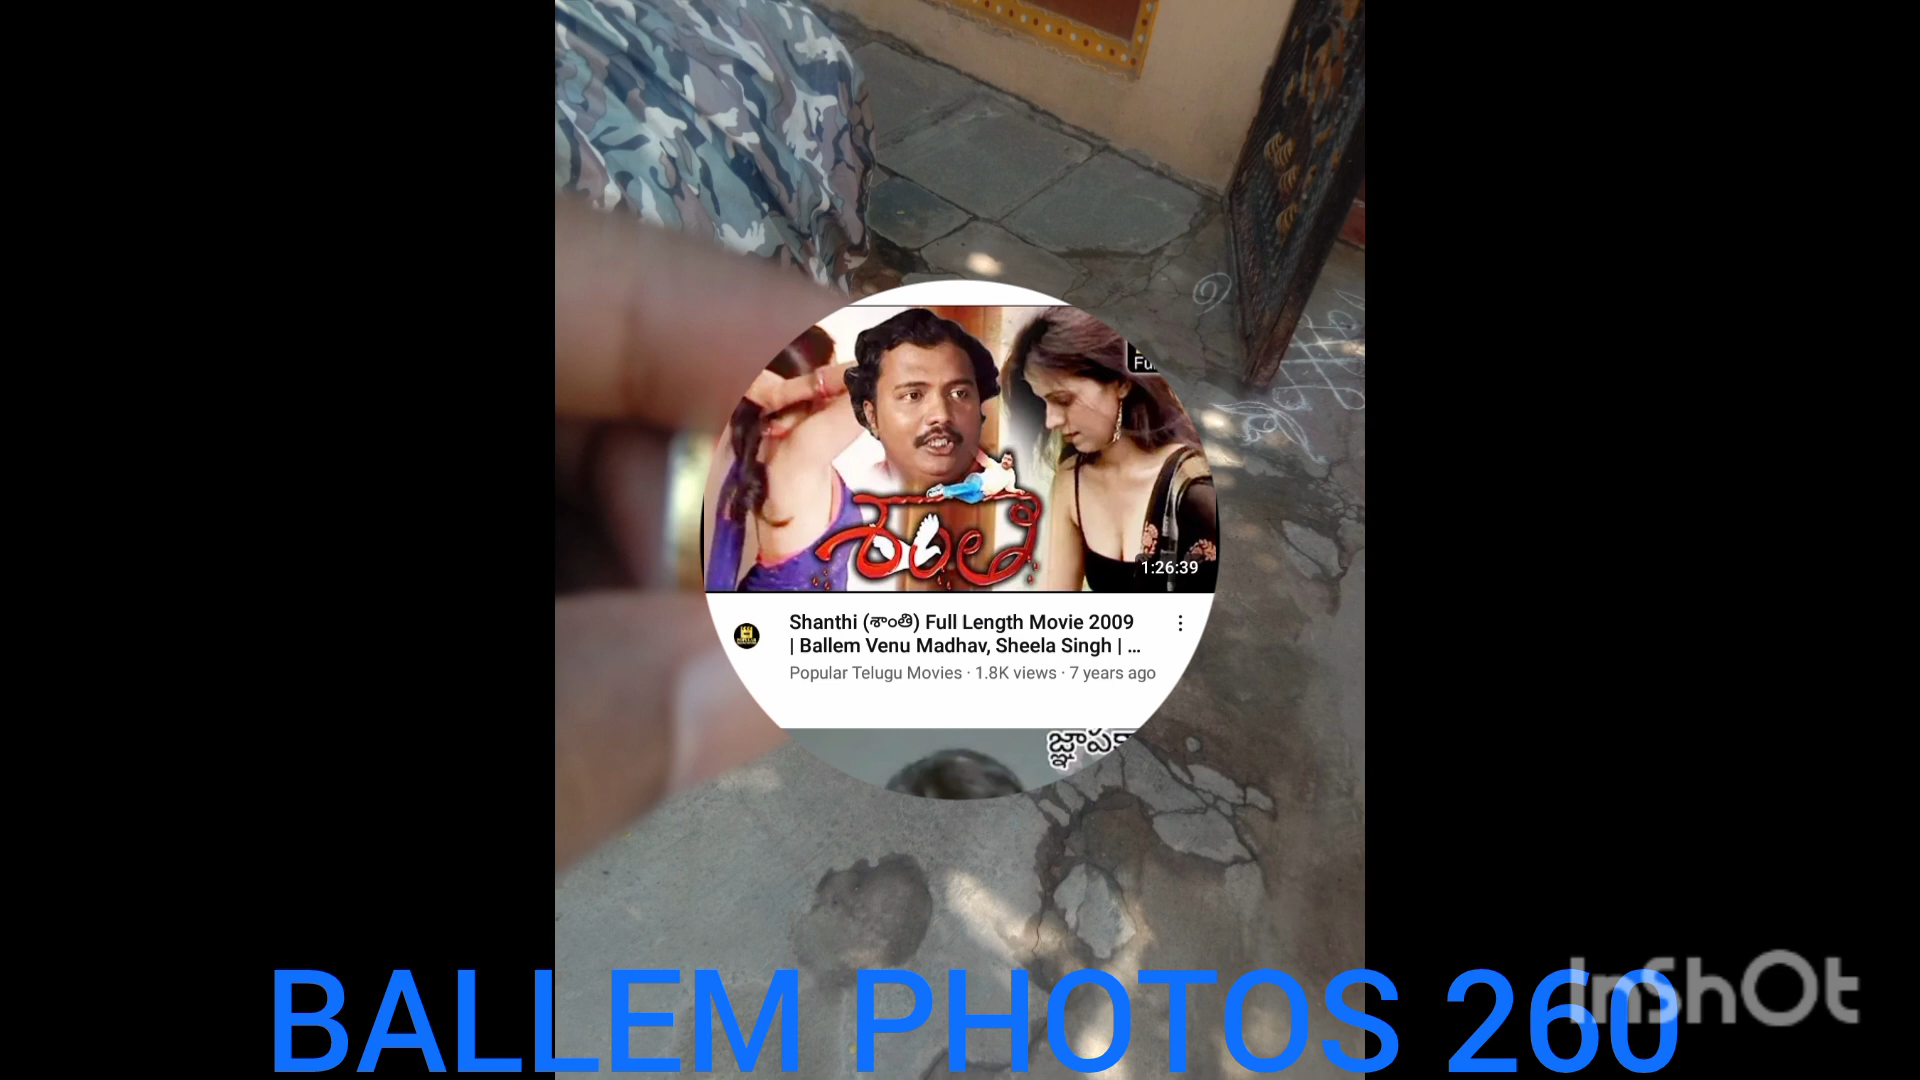 Fu
శాంతి
1:26:39
Shanthi (శాంతి) Full Length Movie 2009
| Ballem Venu Madhav, Sheela Singh | ...
Popular Telugu Movies · 1.8K views · 7 years ago
BALLEM PHOTOS 260
InShOt